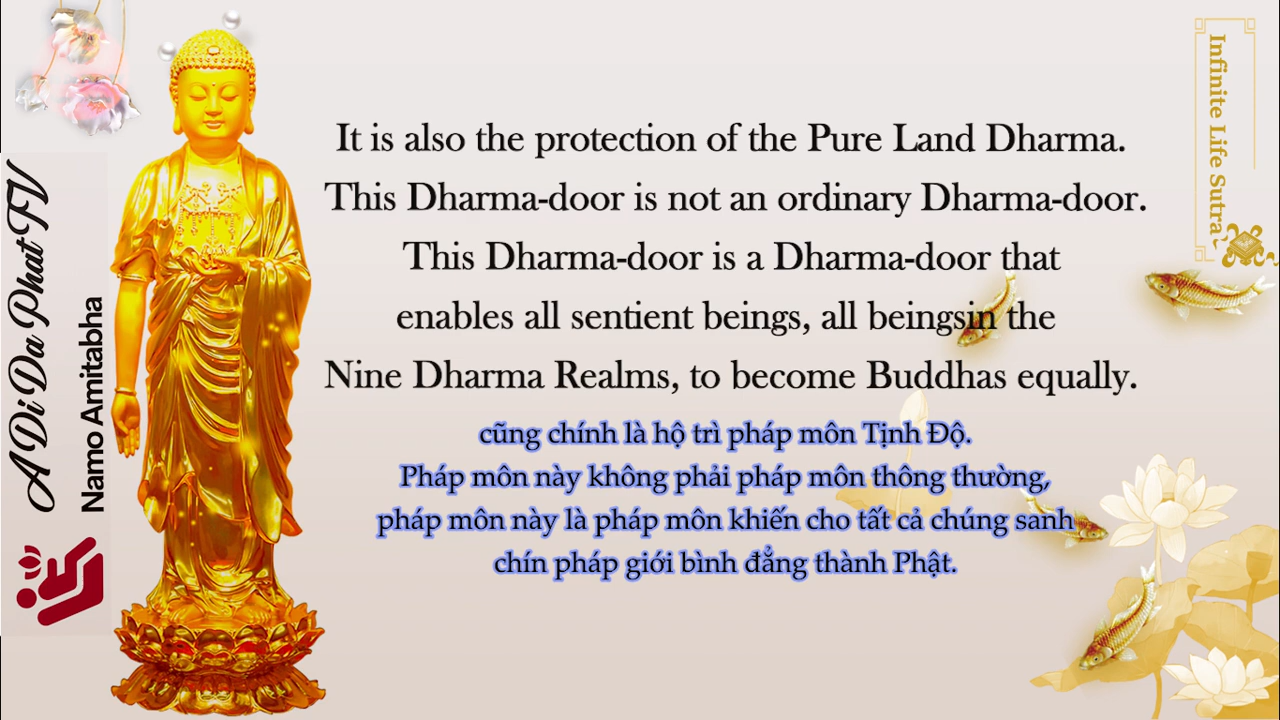 It is also the protection of the Pure Land Dharma.
This Dharma-door is not an ordinary Dharma-door.
This Dharma-door is a Dharma-door that
enables all sentient beings, all beingsin the
Nine Dharma Realms, to become Buddhas equally.
cũng chính là hộ trì pháp môn Tịnh Độ.
Pháp môn này không phải pháp môn thông thường,
pháp môn này là pháp môn khiến cho tất cả chúng sanh
chín pháp giới bình đẳng thành Phật.
A Di Da Phat TV
Namo Amitabha
Infinite Life Sutra